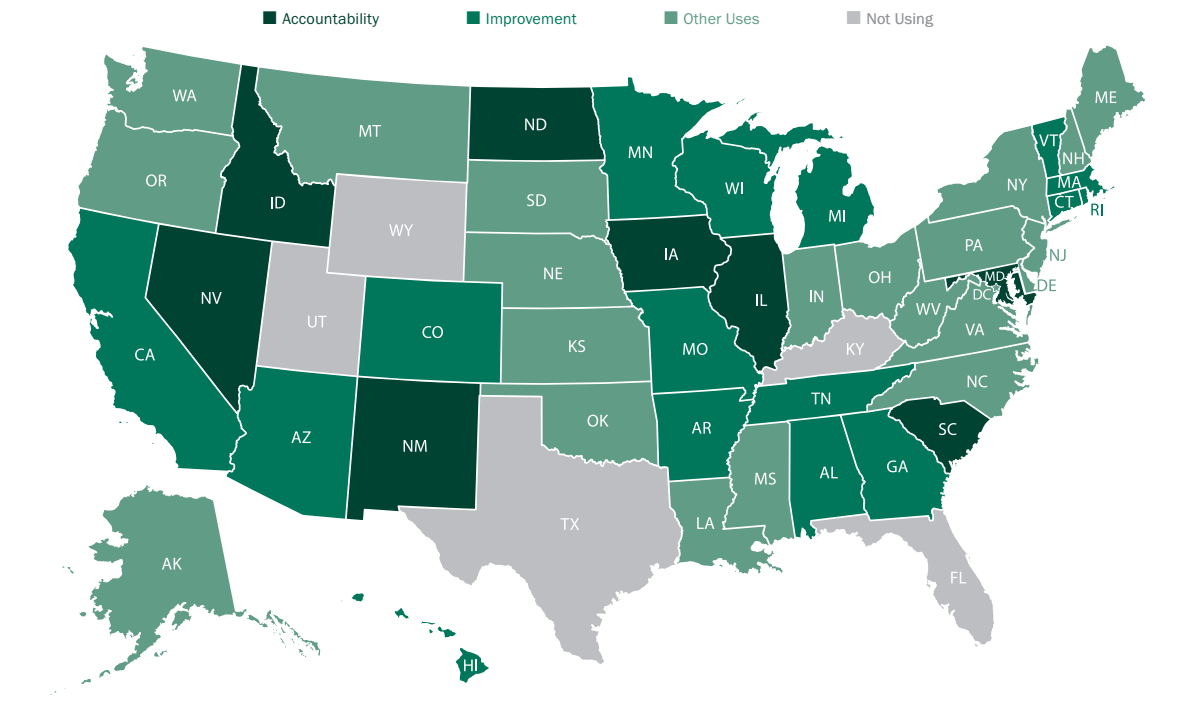 Accountability Improvement Other Uses Not Using
ME
WA
VT
ND
MT
MN
NH
OR
MA
WI
NY
SD
ID
CT
RI
MI
WY
PA
IA
NJ
NE
MD
OH
DE
DC
IN
NV
IL
WV
UT
CO
VA
KS
MO
KY
CA
NC
TN
OK
AR
SC
AZ
NM
GA
AL
MS
LA
TX
AK
FL
HI